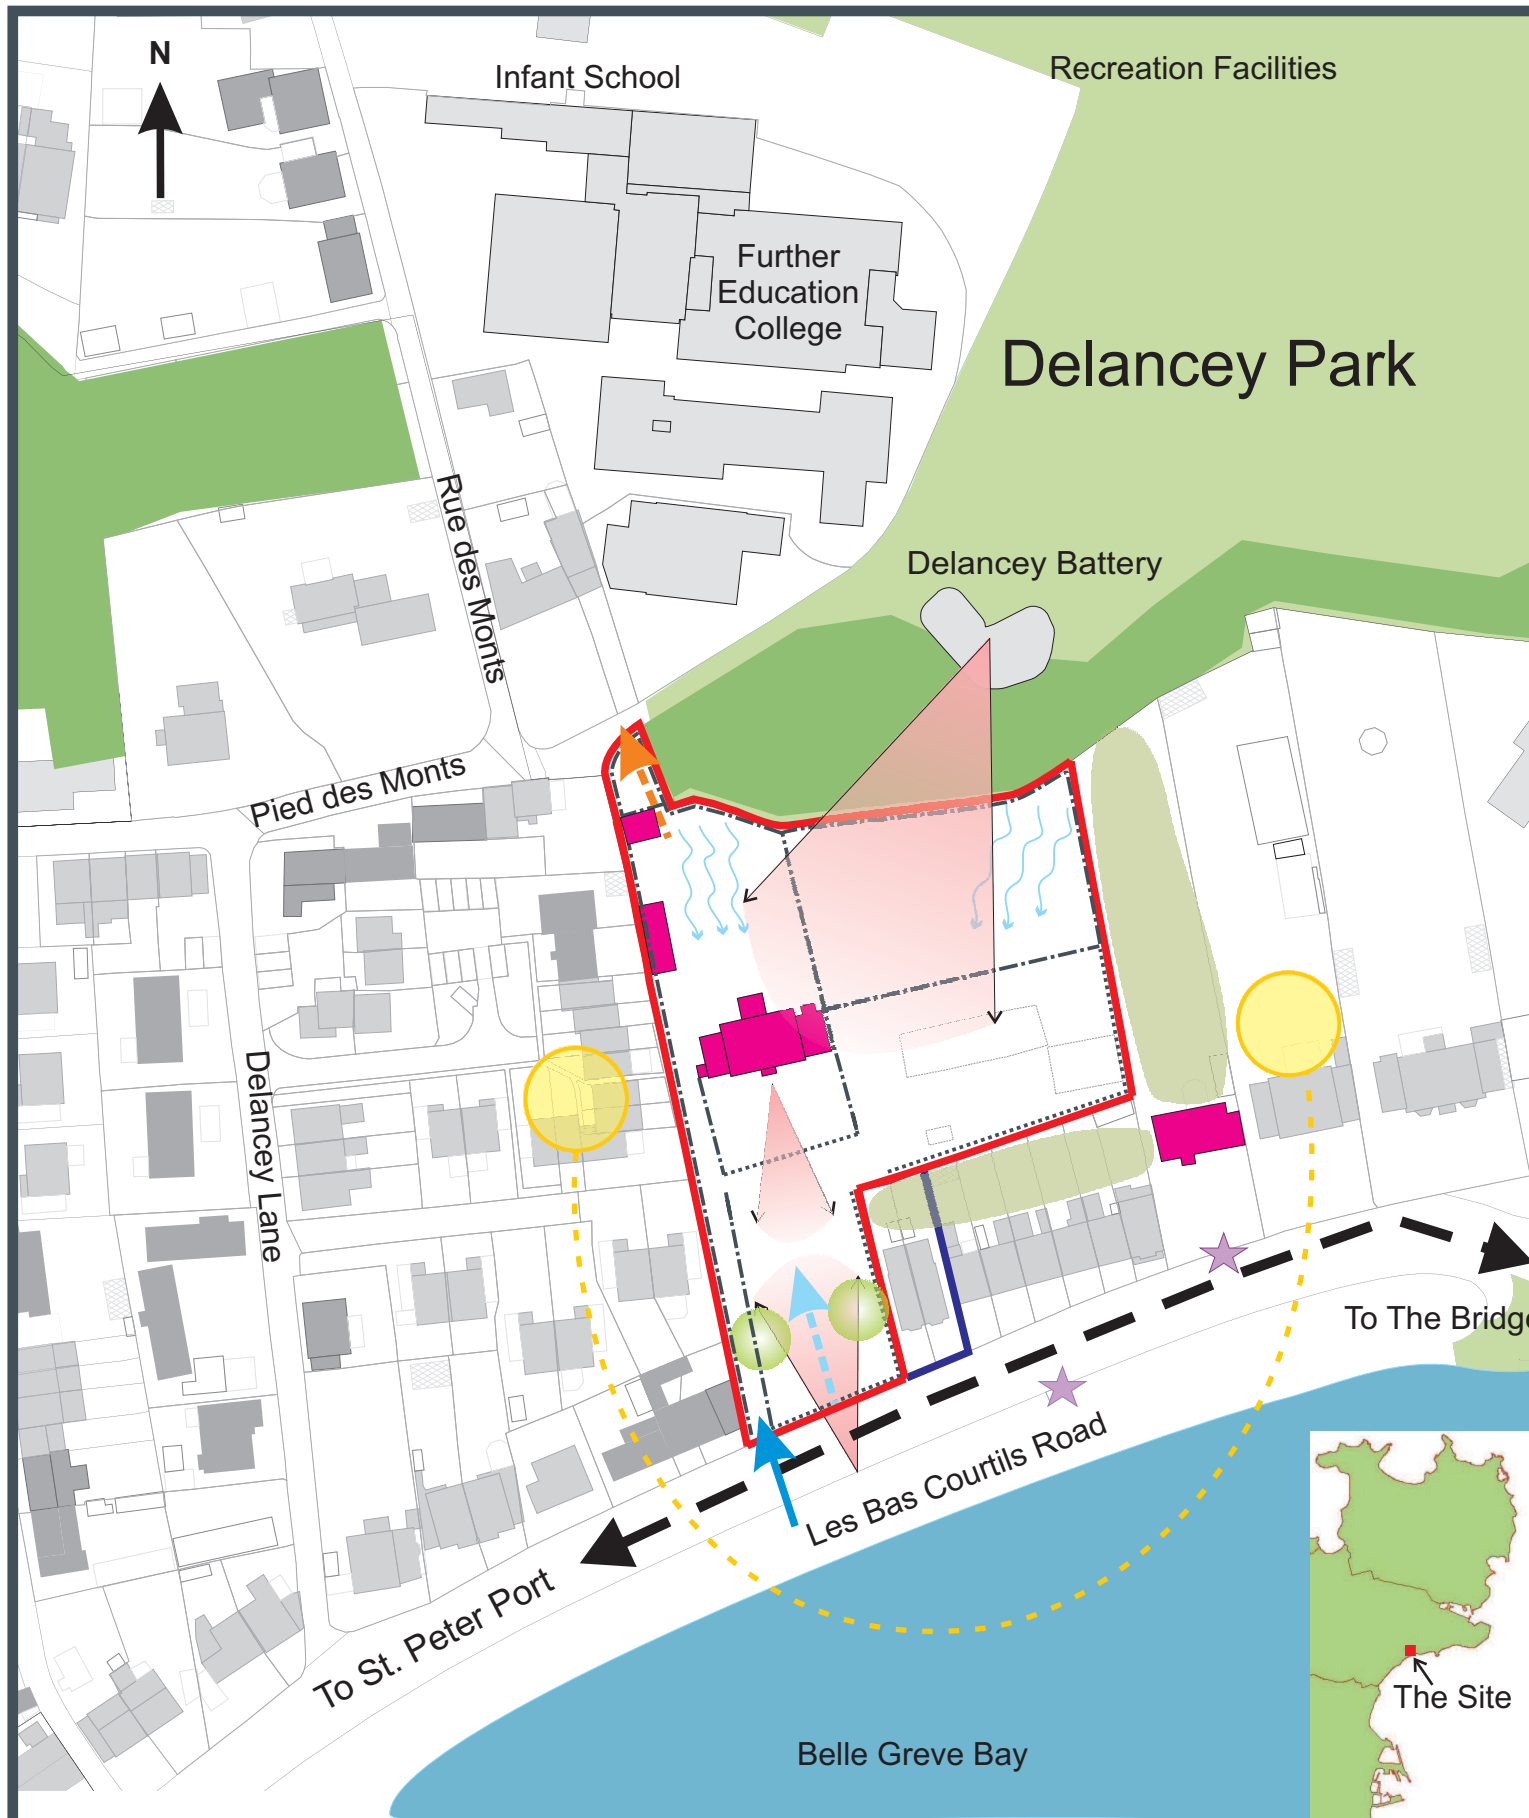 N
Infant School
Recreation Facilities
Further
Education
College
Delancey Park
Rue des Monts
Delancey Battery
Pied des Monts
Delancey Lane
To The Bridge
Les Bas Courtils Road
To St. Peter Port
The Site
Belle Greve Bay